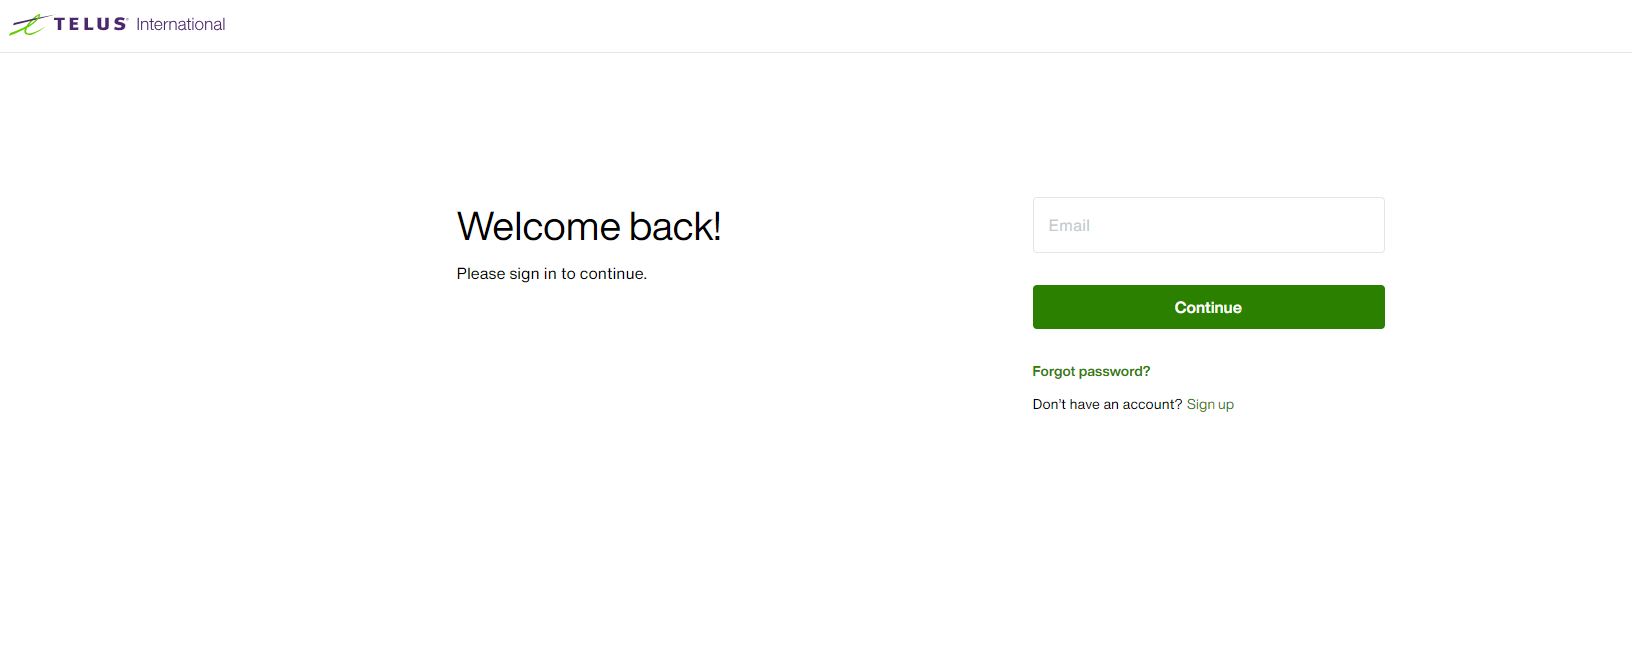 TELUS® International
Welcome back!
Please sign in to continue.
Email
Continue
Forgot password?
Don't have an account? Sign up